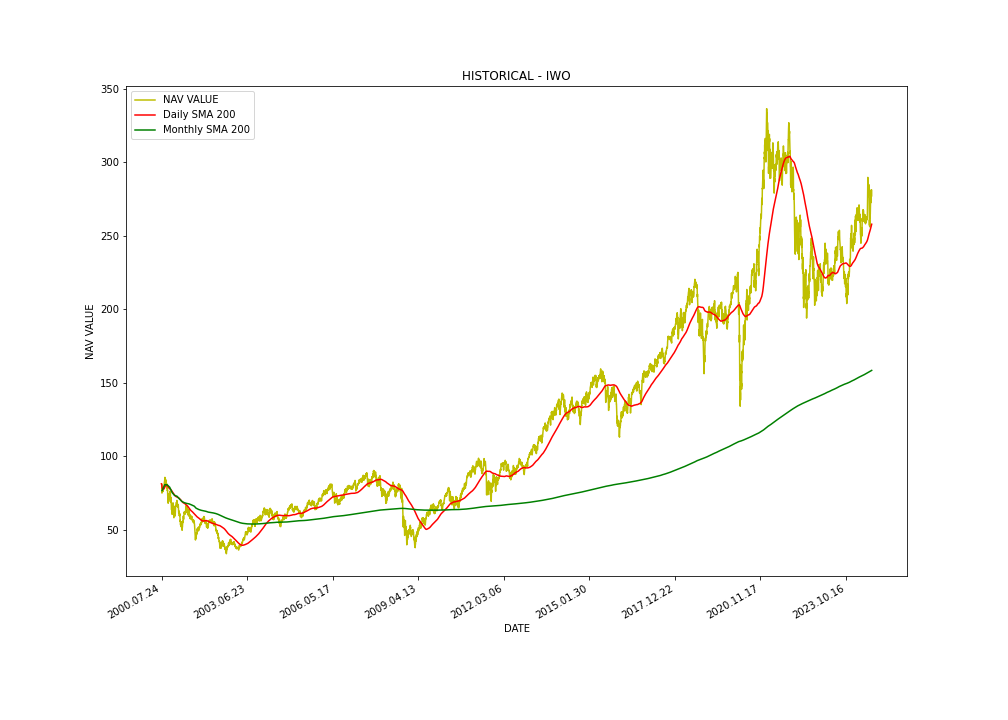 HISTORICAL - IWO
NAV VALUE
Daily SMA 200
Monthly SMA 200
350
300
250
200
150
100
50
NAV VALUE
2000.07.24
2003.06.23
2006.05.17
2009.04.13
2012.03.06
2015.01.30
2017.12.22
2020.11.17
2023.10.16
DATE